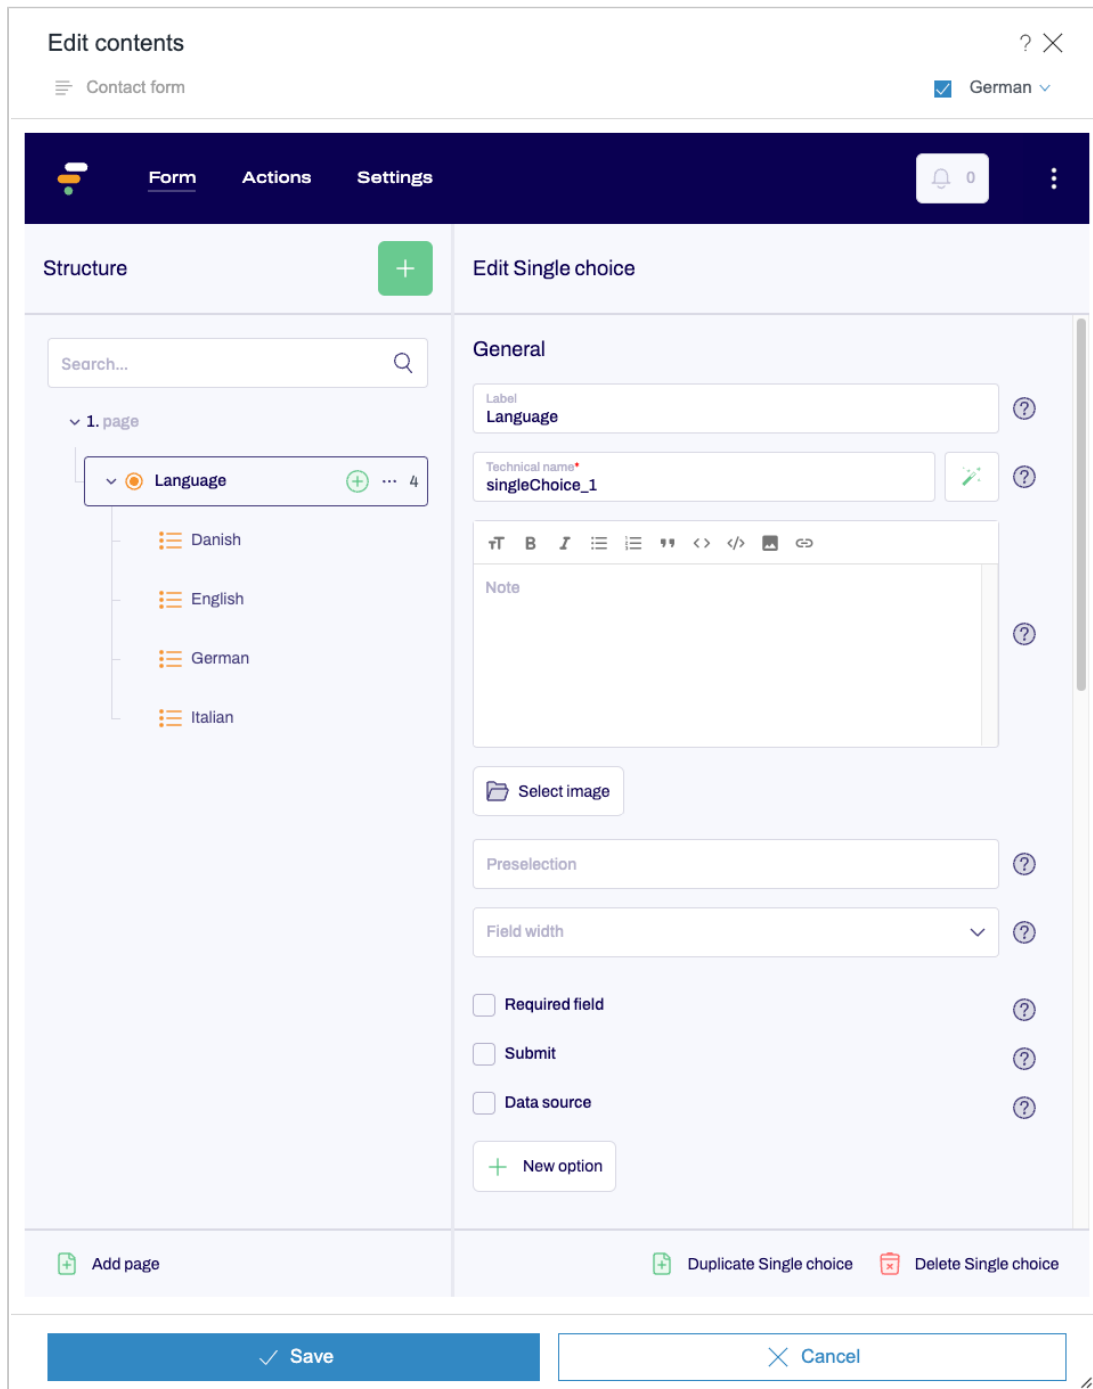 Edit contents
?
Contact form
German
Form Actions Settings
0
Structure
Edit Single choice
Search...
1. page
Language
4
Danish
English
German
Italian
General
Label
Language
?
Technical name*
singleChoice_1
?
Note
?
Select image
Preselection
?
Field width
?
Required field
?
Submit
?
Data source
?
New option
Add page
Duplicate Single choice
Delete Single choice
Save
Cancel